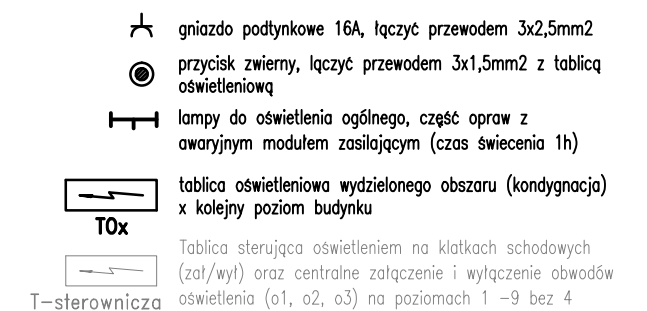 gniazdo podtynkowe 16A, łączyć przewodem 3x2,5mm2
przycisk zwierny, lączyć przewodem 3x1,5mm2 z tablicą
oświetleniową
lampy do oświetlenia ogólnego, część opraw z
awaryjnym modułem zasilającym (czas świecenia 1h)
tablica oświetleniowa wydzielonego obszaru (kondygnacja)
x kolejny poziom budynku
TOx
Tablica sterująca oświetleniem na klatkach schodowych
(zał/wył) oraz centralne załączenie i wyłączenie obwodów
T-sterownicza oświetlenia (o1, o2, o3) na poziomach 1 -9 bez 4